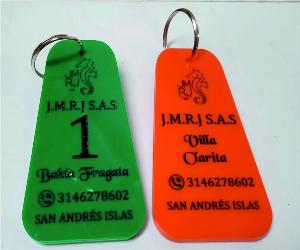 J.M.R.J S.A.S
1
Bahía Fragata
3146278602
SAN ANDRÉS ISLAS
J.M.R.J S.A.S
Villa
Clarita
3146278602
SAN ANDRÉS ISLAS